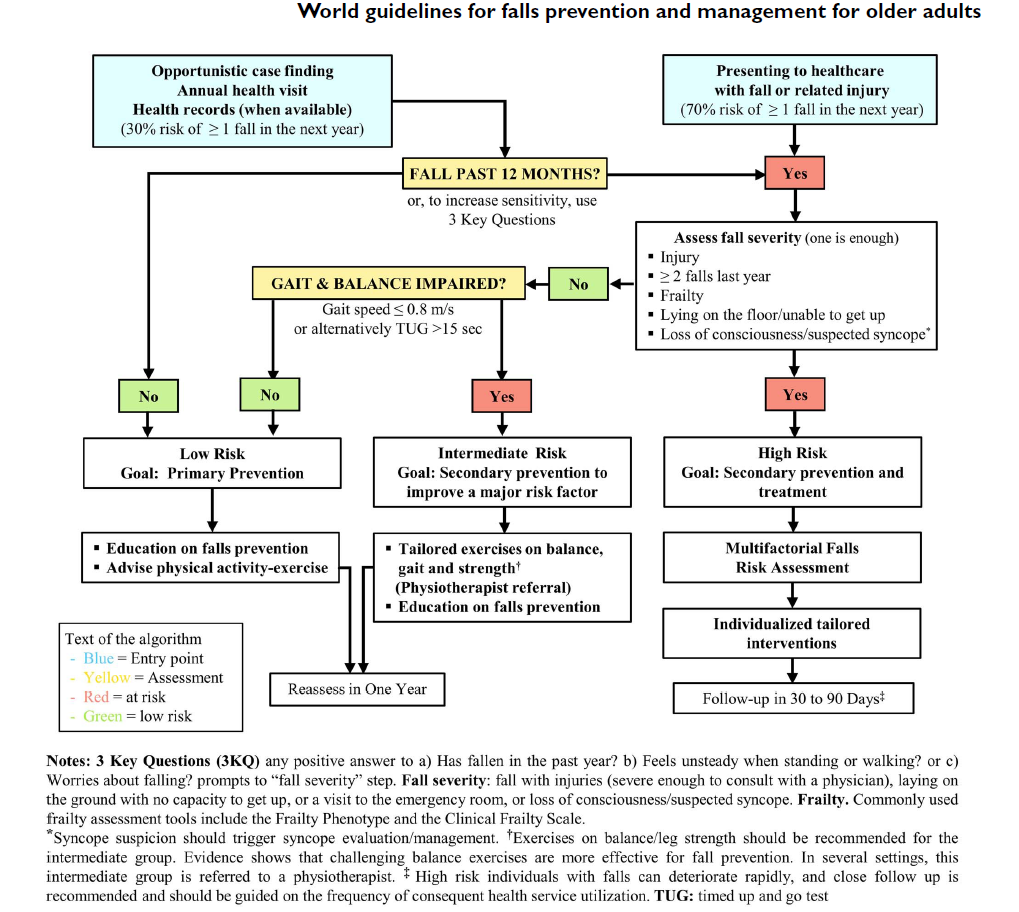 World guidelines for falls prevention and management for older adults
Opportunistic case finding
Annual health visit
Health records (when available)
(30% risk of ≥ 1 fall in the next year)
Presenting to healthcare
with fall or related injury
(70% risk of ≥ 1 fall in the next year)
FALL PAST 12 MONTHS?
or, to increase sensitivity, use
3 Key Questions
Yes
Assess fall severity (one is enough)
▪ Injury
▪ ≥ 2 falls last year
▪ Frailty
▪ Lying on the floor/unable to get up
▪ Loss of consciousness/suspected syncope*
No
GAIT & BALANCE IMPAIRED?
Gait speed ≤ 0.8 m/s
or alternatively TUG >15 sec
No
No
Yes
Yes
Low Risk
Goal: Primary Prevention
Intermediate Risk
Goal: Secondary prevention to
improve a major risk factor
High Risk
Goal: Secondary prevention and
treatment
▪ Education on falls prevention
▪ Advise physical activity-exercise
▪ Tailored exercises on balance,
gait and strength†
(Physiotherapist referral)
▪ Education on falls prevention
Multifactorial Falls
Risk Assessment
Individualized tailored
interventions
Text of the algorithm
- Blue = Entry point
- Yellow = Assessment
- Red = at risk
- Green = low risk
Reassess in One Year
Follow-up in 30 to 90 Days‡
Notes: 3 Key Questions (3KQ) any positive answer to a) Has fallen in the past year? b) Feels unsteady when standing or walking? or c)
Worries about falling? prompts to “fall severity” step. Fall severity: fall with injuries (severe enough to consult with a physician), laying on
the ground with no capacity to get up, or a visit to the emergency room, or loss of consciousness/suspected syncope. Frailty. Commonly used
frailty assessment tools include the Frailty Phenotype and the Clinical Frailty Scale.
*Syncope suspicion should trigger syncope evaluation/management. †Exercises on balance/leg strength should be recommended for the
intermediate group. Evidence shows that challenging balance exercises are more effective for fall prevention. In several settings, this
intermediate group is referred to a physiotherapist. ‡ High risk individuals with falls can deteriorate rapidly, and close follow up is
recommended and should be guided on the frequency of consequent health service utilization. TUG: timed up and go test